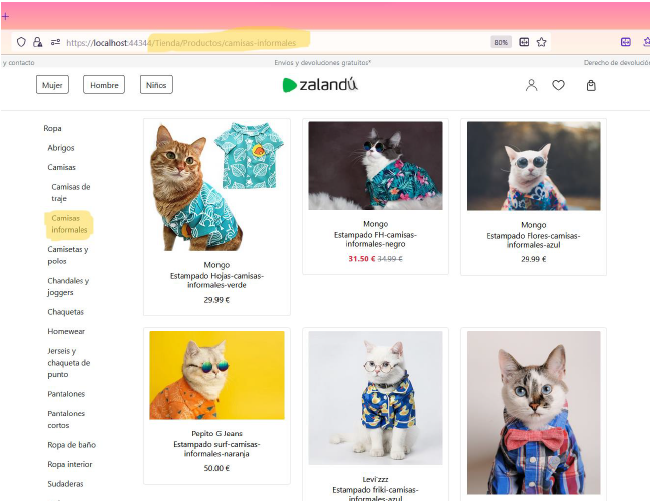 https://localhost:44344/Tienda/Productos/camisas-informales
80%
y contacto
Envios y devoluciones gratuitos*
Derecho de devolución
Mujer
Hombre
Niños
zalandú
Ropa
Abrigos
Camisas
Camisas de
traje
Camisas
informales
Camisetas y
polos
Chandales y
joggers
Chaquetas
Homewear
Jerseis y
chaqueta de
punto
Pantalones
Pantalones
cortos
Ropa de baño
Ropa interior
Sudaderas
Mongo
Estampado Hojas-camisas-
informales-verde
29.99 €
Mongo
Estampado FH-camisas-
informales-negro
31.50 € 34.99 €
Mongo
Estampado Flores-camisas-
informales-azul
29.99 €
Pepito G Jeans
Estampado surf-camisas-
informales-naranja
50.00 €
Levi'zzz
Estampado friki-camisas-
informales-azul